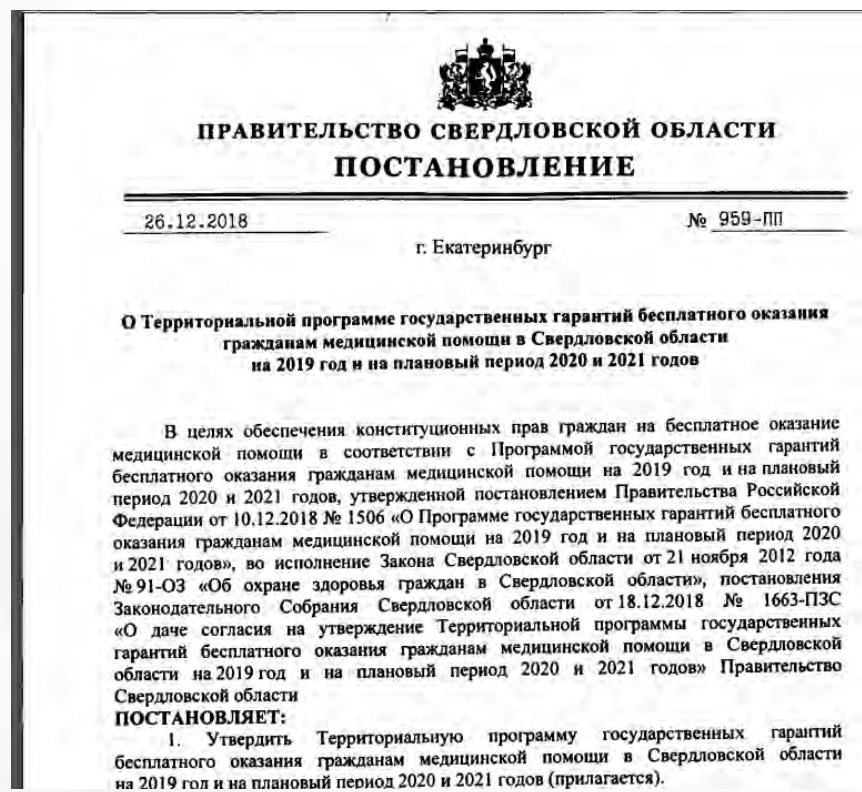 ПРАВИТЕЛЬСТВО СВЕРДЛОВСКОЙ ОБЛАСТИ
ПОСТАНОВЛЕНИЕ
26.12.2018 № 959-ПП
г. Екатеринбург
О Территориальной программе государственных гарантий бесплатного оказания
гражданам медицинской помощи в Свердловской области
на 2019 год и на плановый период 2020 и 2021 годов
В целях обеспечения конституционных прав граждан на бесплатное оказание
медицинской помощи в соответствии с Программой государственных гарантий
бесплатного оказания гражданам медицинской помощи на 2019 год и на плановый
период 2020 и 2021 годов, утвержденной постановлением Правительства Российской
Федерации от 10.12.2018 № 1506 «О Программе государственных гарантий бесплатного
оказания гражданам медицинской помощи на 2019 год и на плановый период 2020
и 2021 годов», во исполнение Закона Свердловской области от 21 ноября 2012 года
№ 91-ОЗ «Об охране здоровья граждан в Свердловской области», постановления
Законодательного Собрания Свердловской области от 18.12.2018 № 1663-ПЗС
«О даче согласия на утверждение Территориальной программы государственных
гарантий бесплатного оказания гражданам медицинской помощи в Свердловской
области на 2019 год и на плановый период 2020 и 2021 годов» Правительство
Свердловской области
ПОСТАНОВЛЯЕТ:
1. Утвердить Территориальную программу государственных гарантий
бесплатного оказания гражданам медицинской помощи в Свердловской области
на 2019 год и на плановый период 2020 и 2021 годов (прилагается).